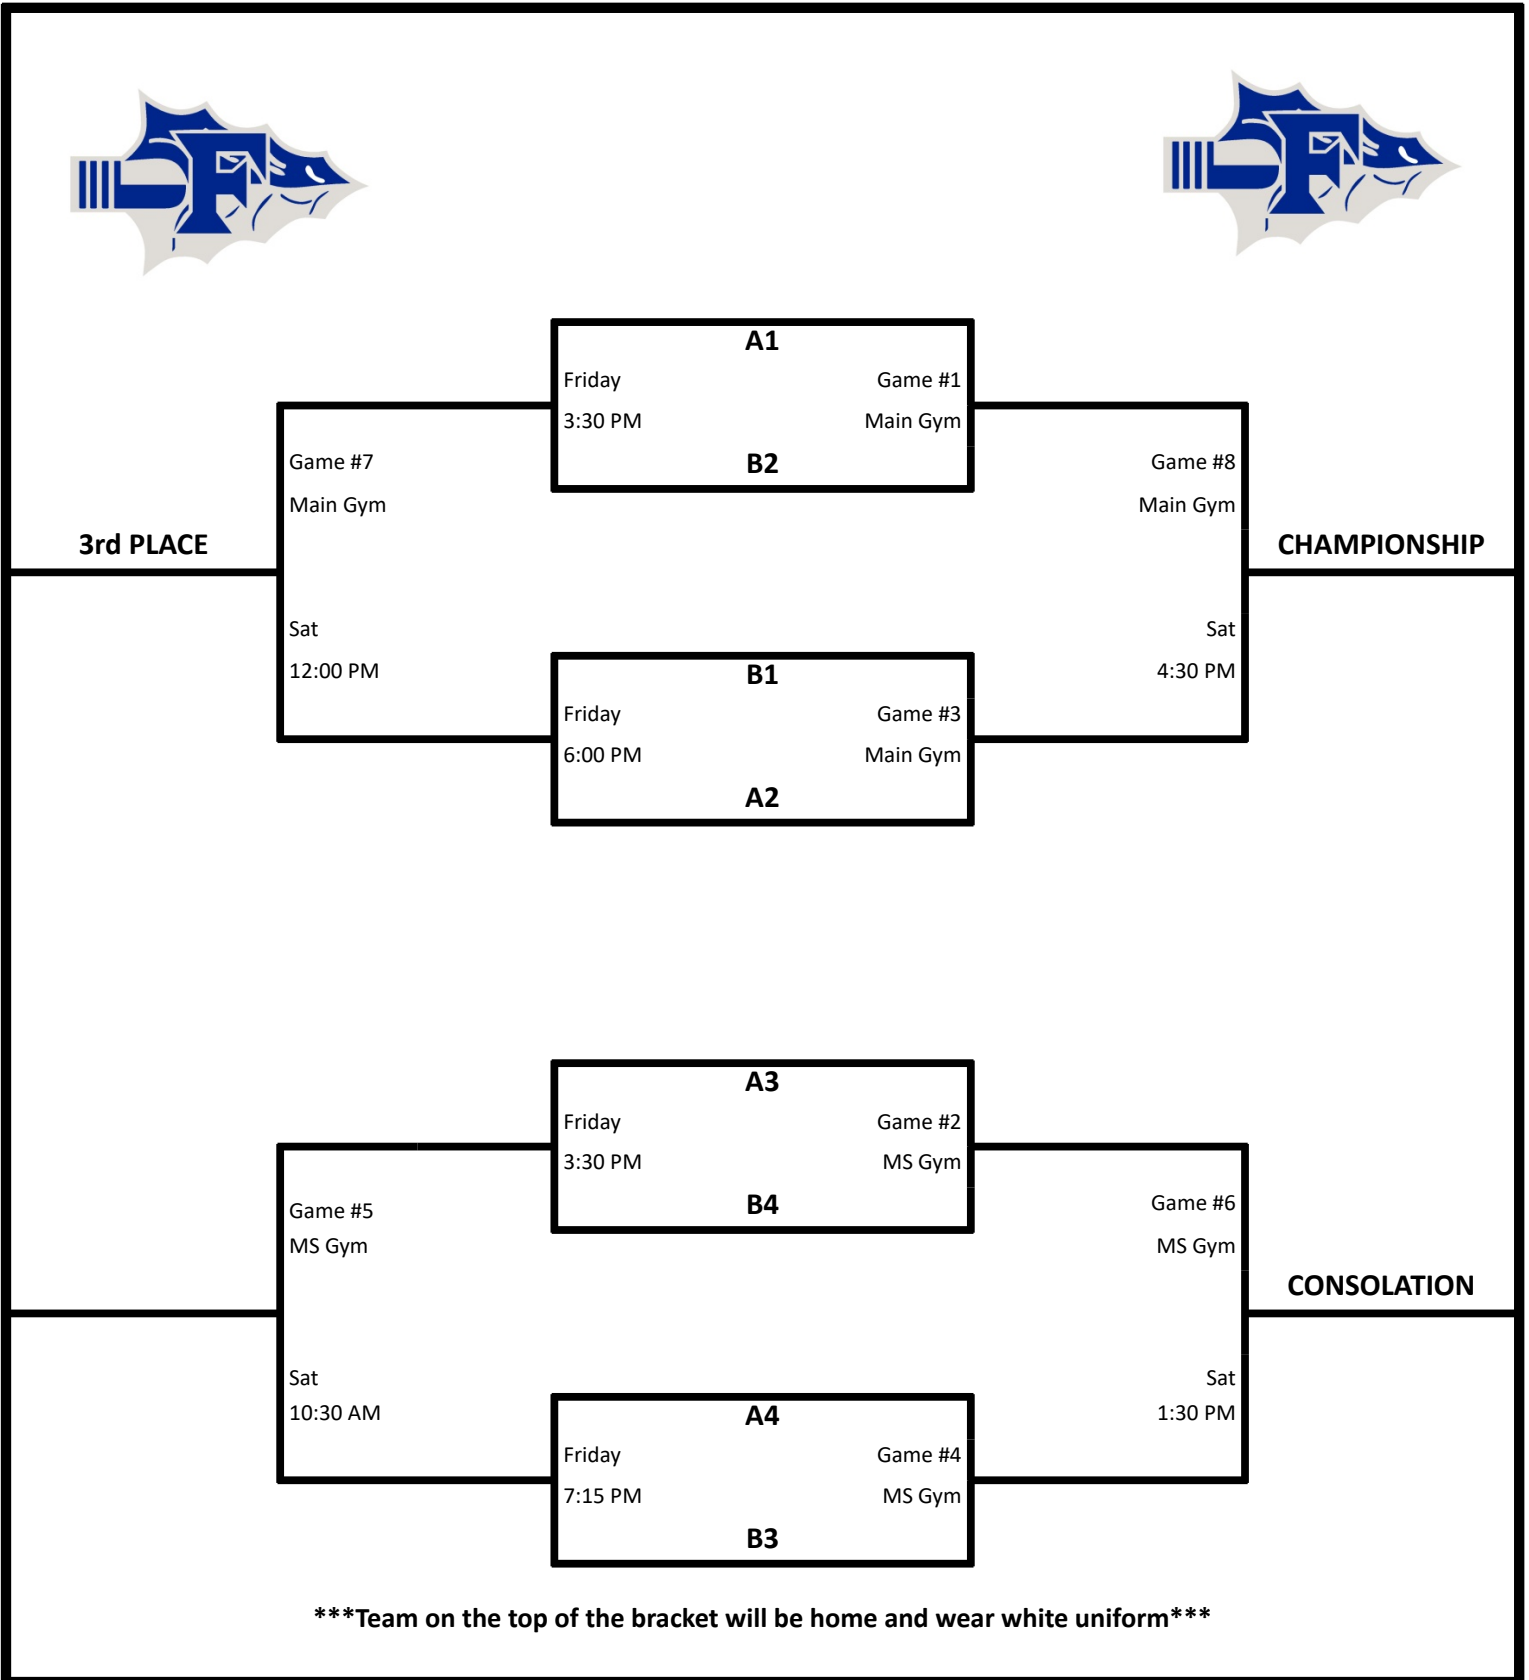 F
F
A1
Friday
Game #1
3:30 PM
Main Gym
B2
Game #7
Main Gym
Game #8
Main Gym
3rd PLACE
CHAMPIONSHIP
Sat
12:00 PM
Sat
4:30 PM
B1
Friday
Game #3
6:00 PM
Main Gym
A2
A3
Friday
Game #2
3:30 PM
MS Gym
B4
Game #5
MS Gym
Game #6
MS Gym
CONSOLATION
Sat
10:30 AM
Sat
1:30 PM
A4
Friday
Game #4
7:15 PM
MS Gym
B3
***Team on the top of the bracket will be home and wear white uniform***